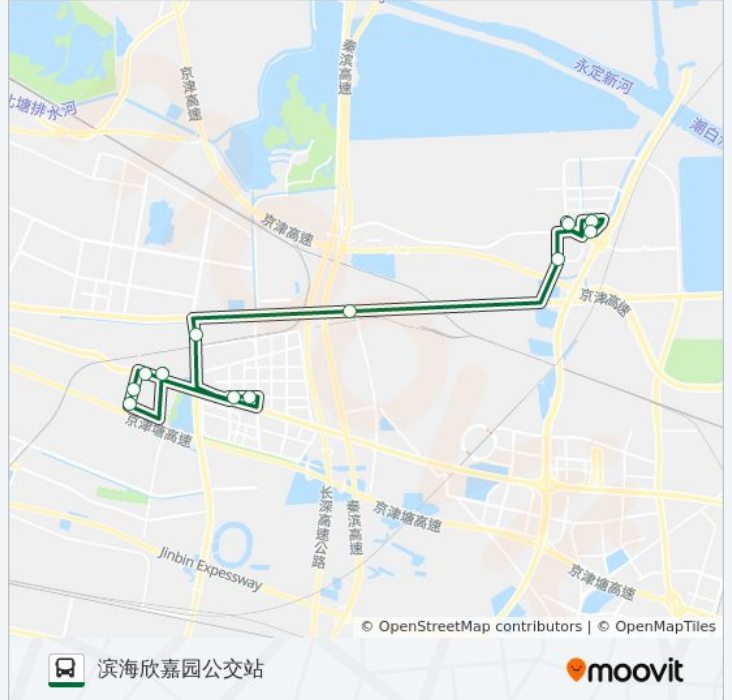 秦滨高速
京津高速
永定新河
潮白
七塘排水河
京津高速
京津高速
京津塘高速
长深高速公路
秦滨高速
京津塘高速
Jinbin Expessway
京津塘高速
© OpenStreetMap contributors | © OpenMapTiles
滨海欣嘉园公交站
moovit